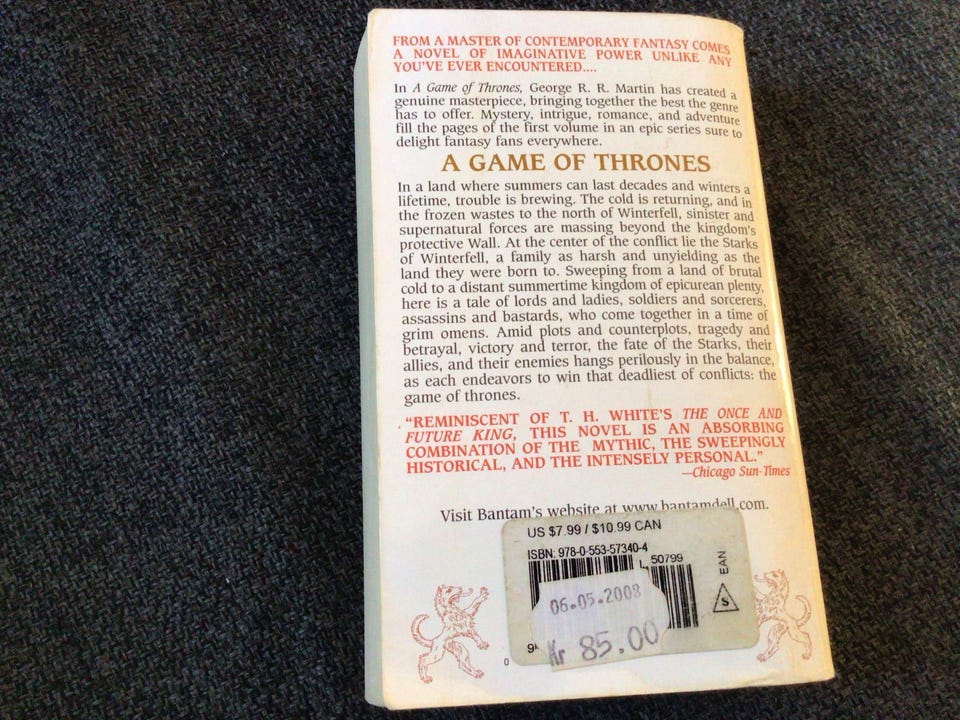 FROM A MASTER OF CONTEMPORARY FANTASY COMES
A NOVEL OF IMAGINATIVE POWER UNLIKE ANY
YOU'VE EVER ENCOUNTERED....
In A Game of Thrones, George R. R. Martin has created a
genuine masterpiece, bringing together the best the genre
has to offer. Mystery, intrigue, romance, and adventure
fill the pages of the first volume in an epic series sure to
delight fantasy fans everywhere.
A GAME OF THRONES
In a land where summers can last decades and winters a
lifetime, trouble is brewing. The cold is returning, and in
the frozen wastes to the north of Winterfell, sinister and
supernatural forces are massing beyond the kingdom's
protective Wall. At the center of the conflict lie the Starks
of Winterfell, a family as harsh and unyielding as the
land they were born to. Sweeping from a land of brutal
cold to a distant summertime kingdom of epicurean plenty,
here is a tale of lords and ladies, soldiers and sorcerers,
assassins and bastards, who come together in a time of
grim omens. Amid plots and counterplots, tragedy and
betrayal, victory and terror, the fate of the Starks, their
allies, and their enemies hangs perilously in the balance,
as each endeavors to win that deadliest of conflicts: the
game of thrones.
"REMINISCENT OF T. H. WHITE'S THE ONCE AND
FUTURE KING, THIS NOVEL IS AN ABSORBING
COMBINATION OF THE MYTHIC, THE SWEEPINGLY
HISTORICAL, AND THE INTENSELY PERSONAL."
—Chicago Sun-Times
Visit Bantam's website at www.bantamdell.com.
US $7.99 / $10.99 CAN
ISBN: 978-0-553-57340-4
50799
EAN
S
06.05.2008
Kr 85.00
9
0